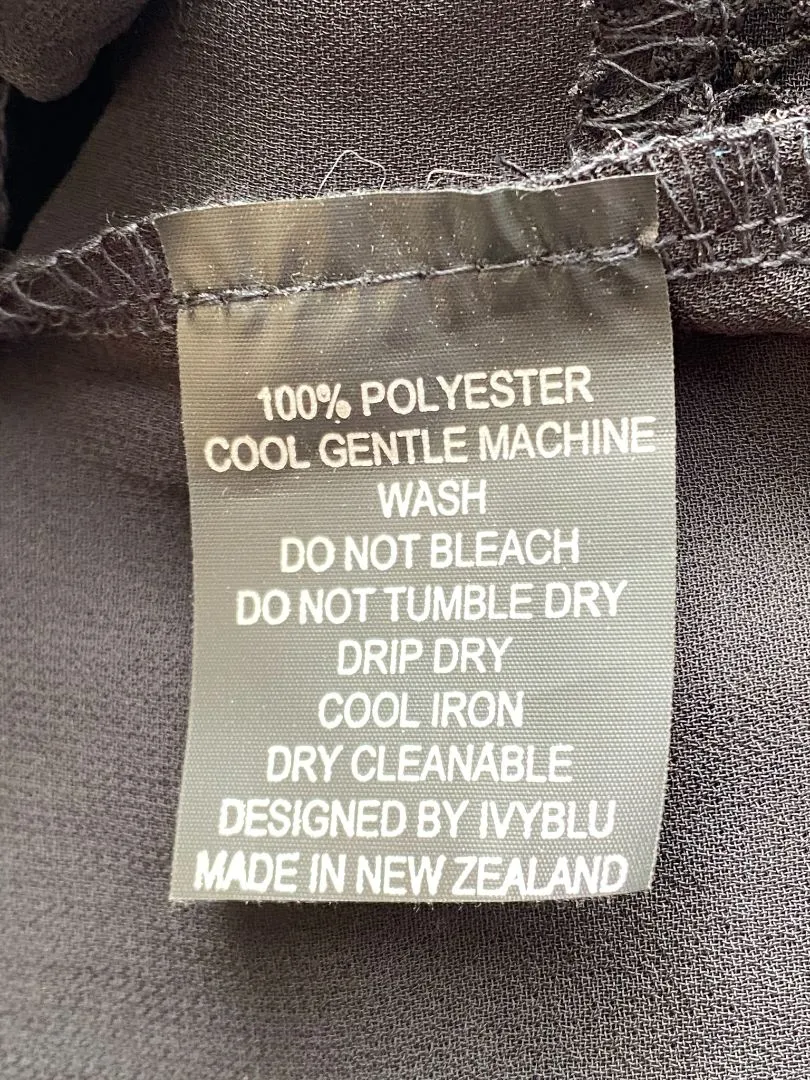 100% POLYESTER
COOL GENTLE MACHINE
WASH
DO NOT BLEACH
DO NOT TUMBLE DRY
DRIP DRY
COOL IRON
DRY CLEANABLE
DESIGNED BY IVYBLU
MADE IN NEW ZEALAND